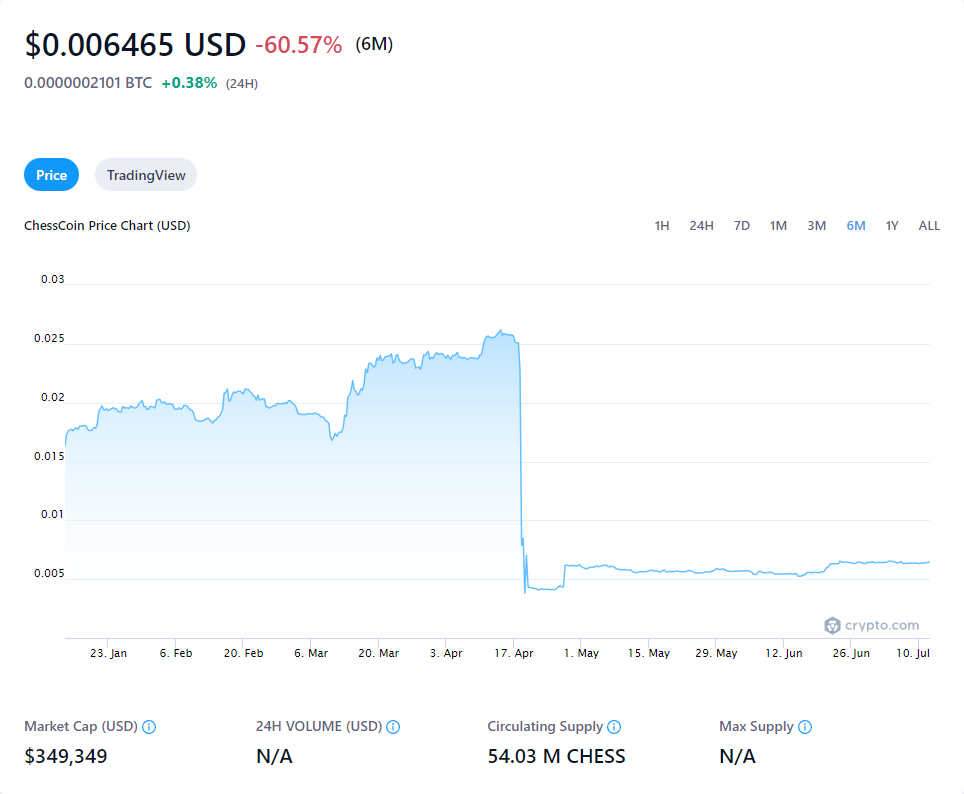 $0.006465 USD -60.57% (6M)
0.0000002101 BTC +0.38% (24H)
Price TradingView
ChessCoin Price Chart (USD) 1H 24H 7D 1M 3M 6M 1Y ALL
0.03
0.025
0.02
0.015
0.01
0.005
crypto.com
23. Jan 6. Feb 20. Feb 6. Mar 20. Mar 3. Apr 17. Apr 1. May 15. May 29. May 12. Jun 26. Jun 10. Jul
Market Cap (USD) 24H VOLUME (USD) Circulating Supply Max Supply
$349,349 N/A 54.03 M CHESS N/A